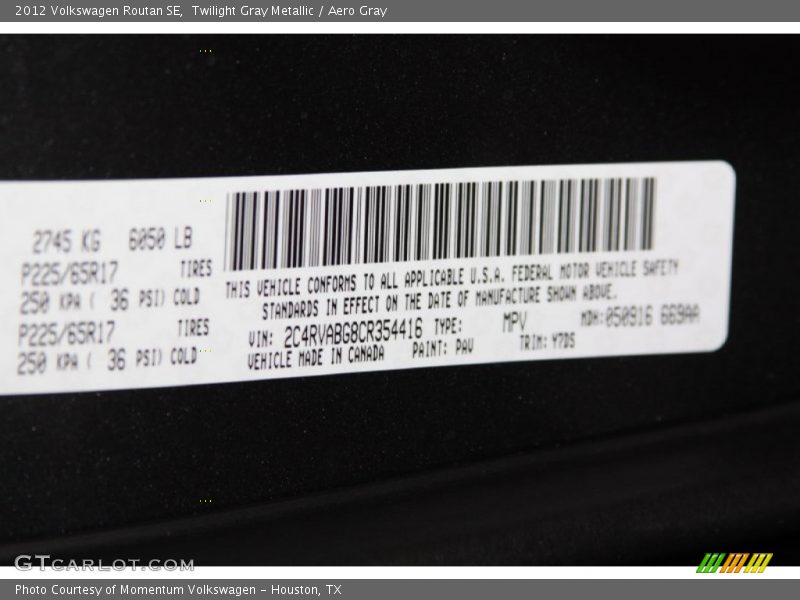 2012 Volkswagen Routan SE,  Twilight Gray Metallic / Aero Gray
2745 KG 6050 LB
P225/65R17 TIRES
250 KPA ( 36 PSI) COLD
P225/65R17 TIRES
250 KPA ( 36 PSI) COLD
THIS VEHICLE CONFORMS TO ALL APPLICABLE U.S.A. FEDERAL MOTOR VEHICLE SAFETY
STANDARDS IN EFFECT ON THE DATE OF MANUFACTURE SHOWN ABOVE.
VIN: 2C4RVABG8CR354416 TYPE: MPV MDH:050916 669AA
VEHICLE MADE IN CANADA PAINT: PAU TRIM: Y7DS
GTcarlot.com
Photo Courtesy of Momentum Volkswagen - Houston, TX